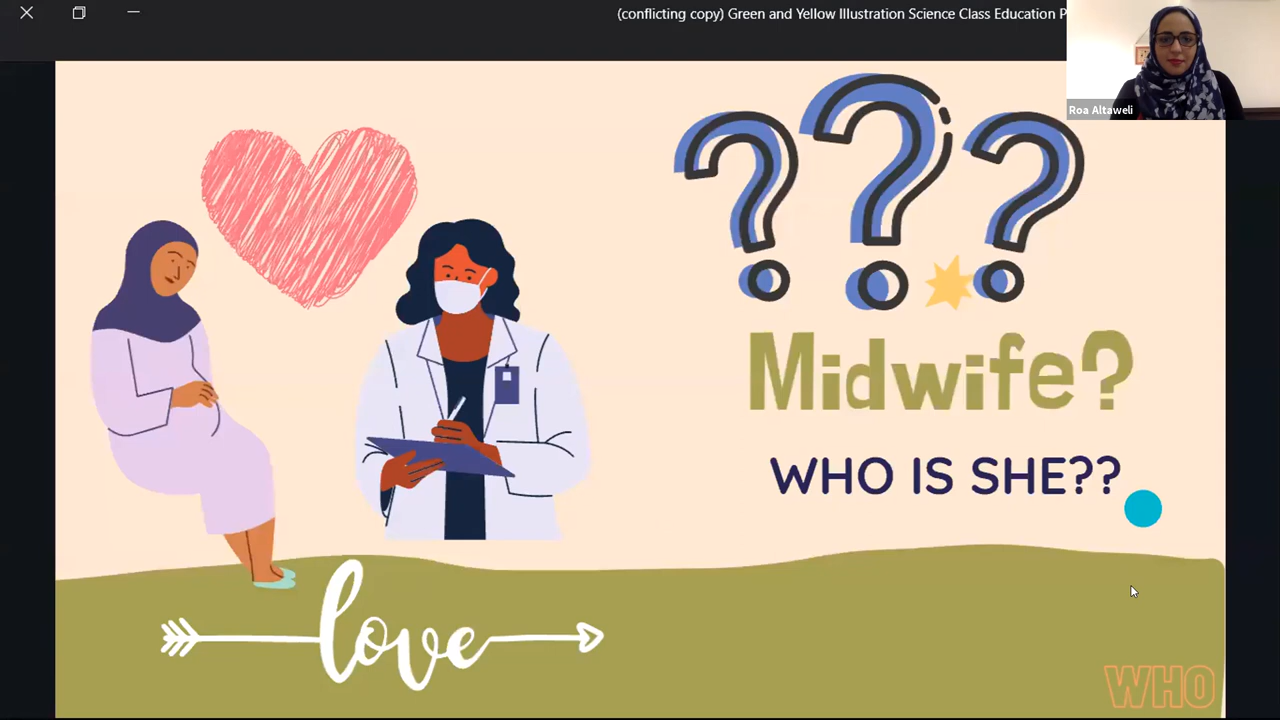 (conflicting copy) Green and Yellow Illustration Science Class Education P
Roa Altaweli
???
Midwife?
WHO IS SHE??
love
WHO